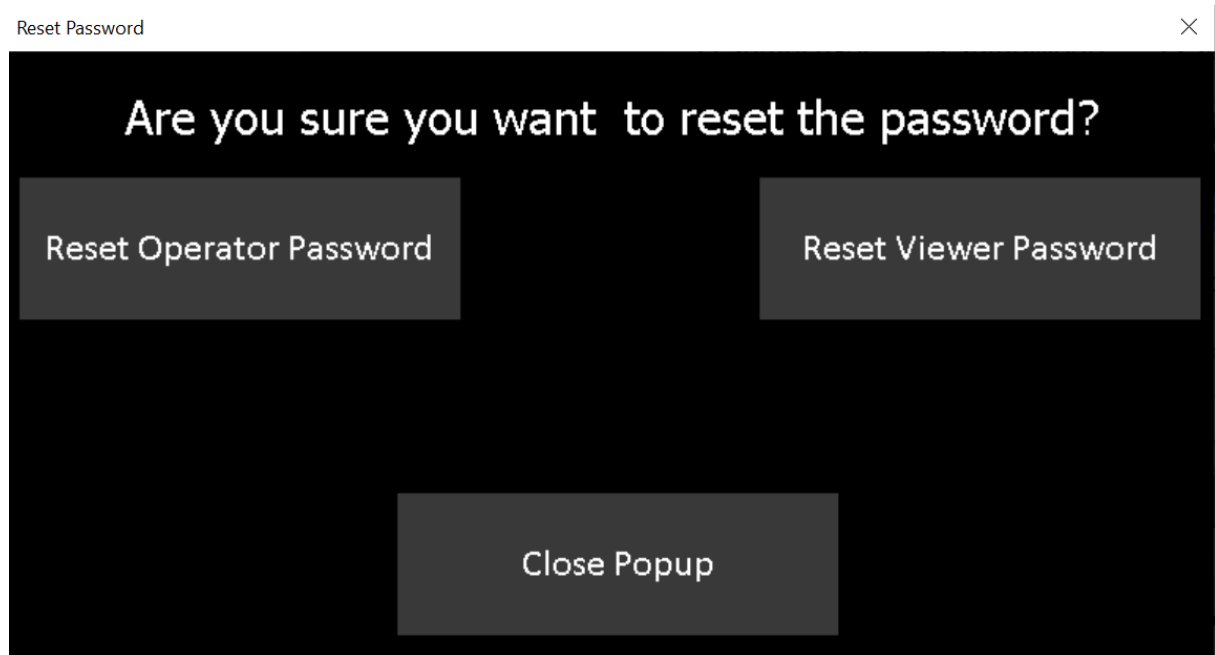 Reset Password
Are you sure you want  to reset the password?
Reset Operator Password
Reset Viewer Password
Close Popup